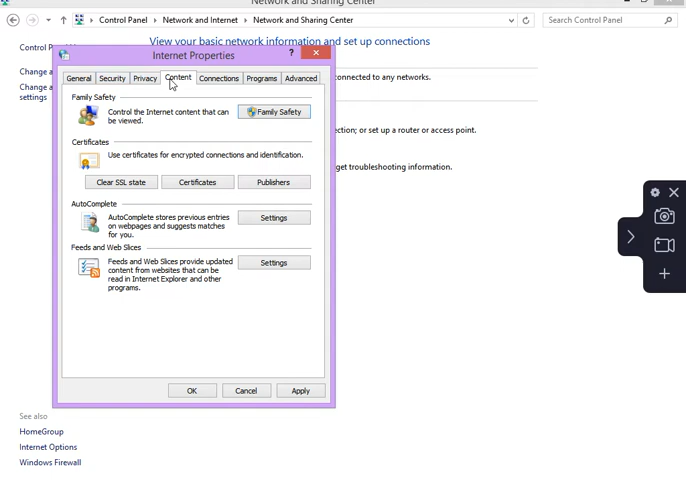 Network and Sharing Center
Control Panel Network and Internet Network and Sharing Center
Search Control Panel
View your basic network information and set up connections
Change a
Change a
settings
onnected to any networks.
ction; or set up a router or access point.
get troubleshooting information.
Internet Properties
General Security Privacy Content Connections Programs Advanced
Family Safety
Control the Internet content that can
be viewed.
Family Safety
Certificates
Use certificates for encrypted connections and identification.
Clear SSL state Certificates Publishers
AutoComplete
AutoComplete stores previous entries
on webpages and suggests matches
for you.
Settings
Feeds and Web Slices
Feeds and Web Slices provide updated
content from websites that can be
read in Internet Explorer and other
programs.
Settings
OK Cancel Apply
See also
HomeGroup
Internet Options
Windows Firewall